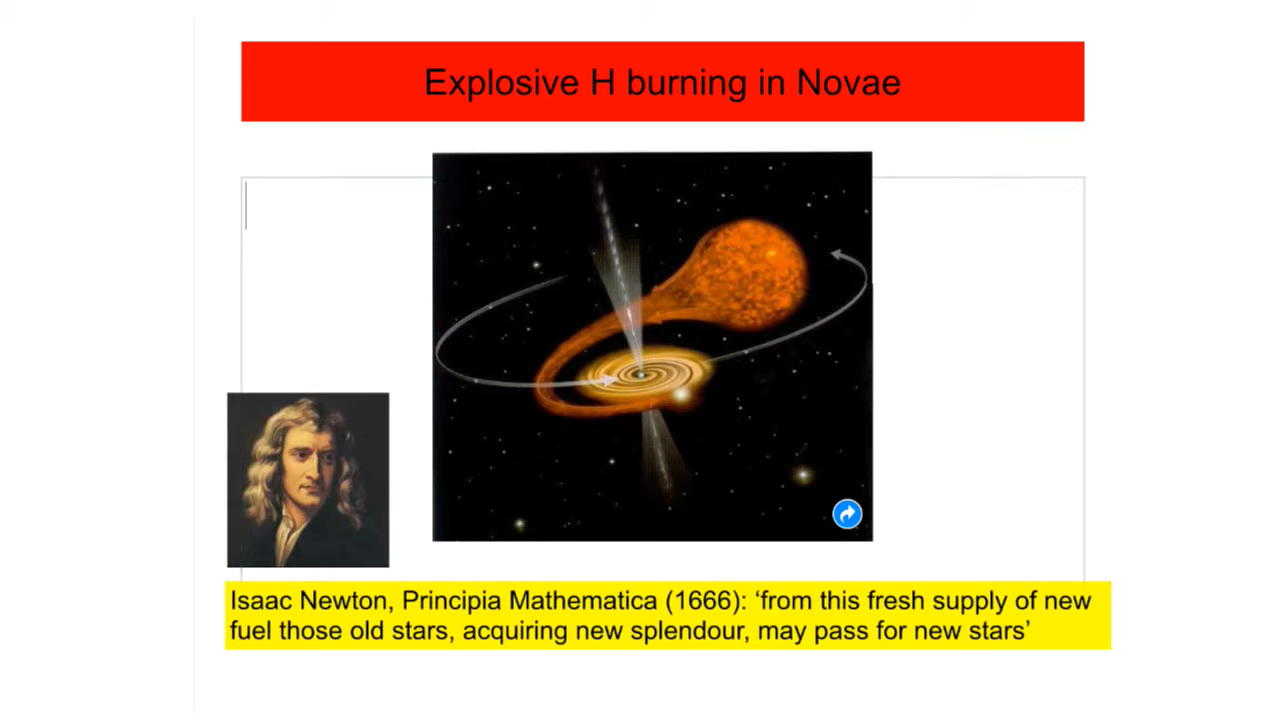 Explosive H burning in Novae
Isaac Newton, Principia Mathematica (1666): ‘from this fresh supply of new
fuel those old stars, acquiring new splendour, may pass for new stars’